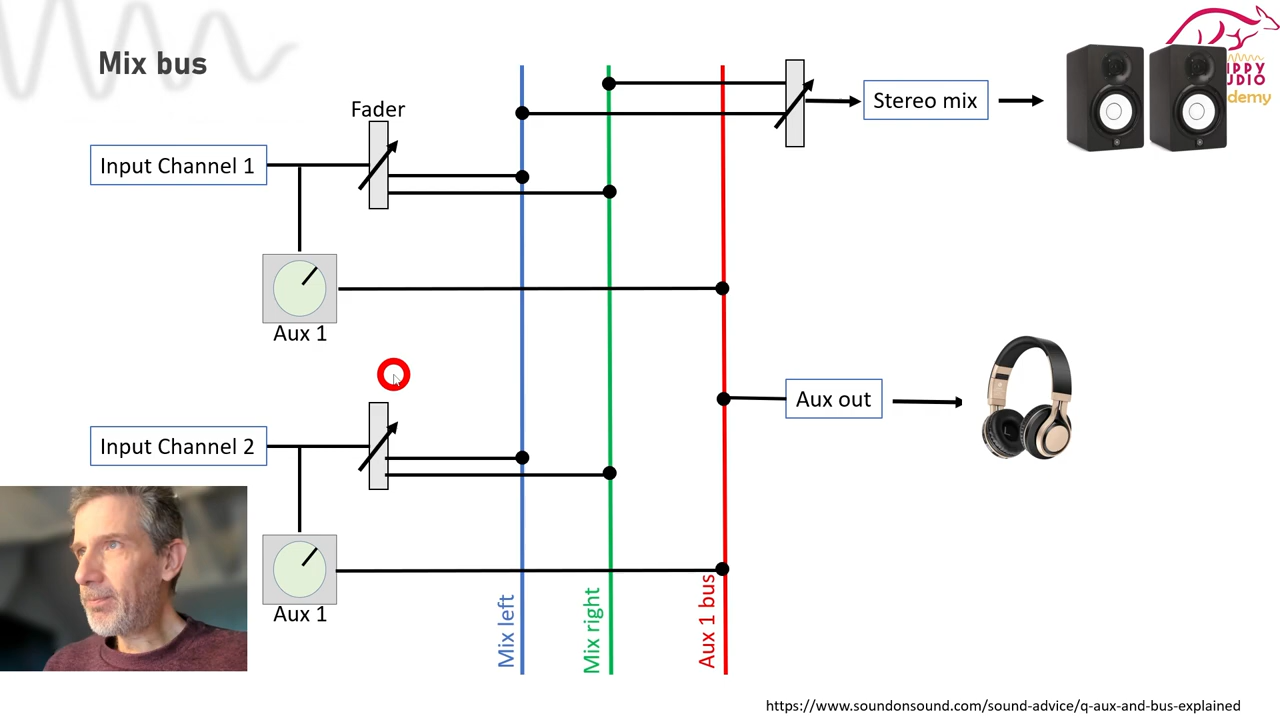 Mix bus
Fader
Input Channel 1
Stereo mix
Aux 1
Aux out
Input Channel 2
Aux 1
Mix left
Mix right
Aux 1 bus
https://www.soundonsound.com/sound-advice/q-aux-and-bus-explained